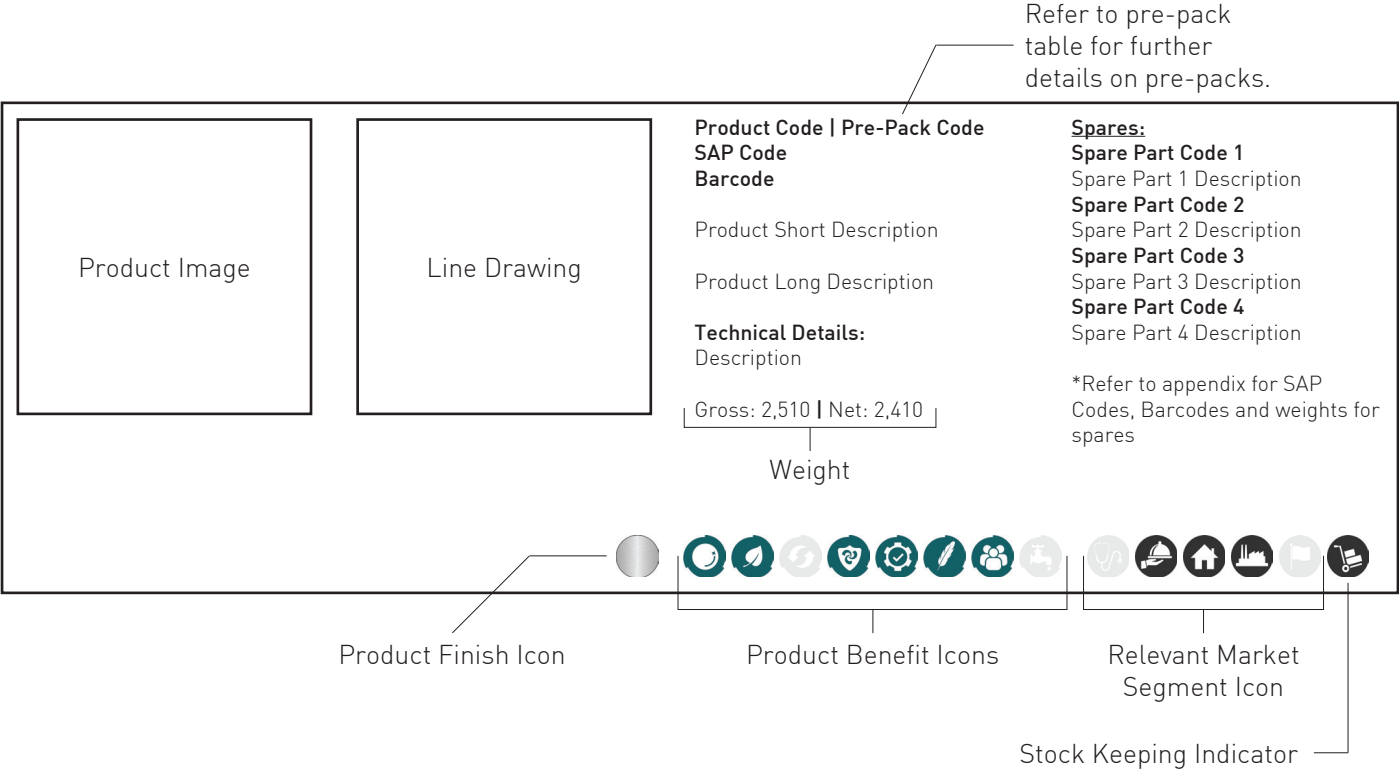 Refer to pre-pack
table for further
details on pre-packs.
Product Image
Line Drawing
Product Code | Pre-Pack Code
SAP Code
Barcode
Product Short Description
Product Long Description
Technical Details:
Description
Gross: 2,510 | Net: 2,410
Weight
Spares:
Spare Part Code 1
Spare Part 1 Description
Spare Part Code 2
Spare Part 2 Description
Spare Part Code 3
Spare Part 3 Description
Spare Part Code 4
Spare Part 4 Description
*Refer to appendix for SAP
Codes, Barcodes and weights for
spares
Product Finish Icon
Product Benefit Icons
Relevant Market
Segment Icon
Stock Keeping Indicator